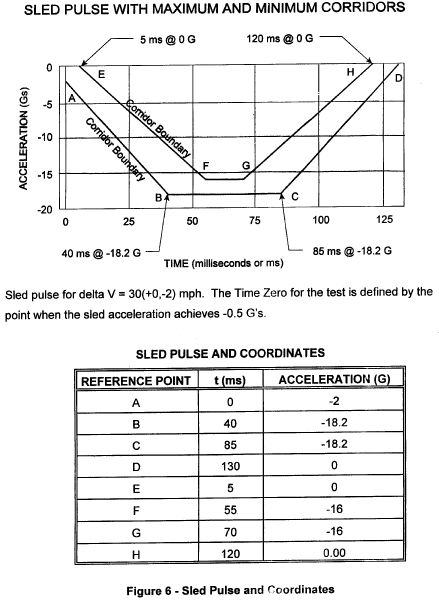 SLED PULSE WITH MAXIMUM AND MINIMUM CORRIDORS
5 ms @ 0 G
120 ms @ 0 G
0
-5
-10
-15
-20
ACCELERATION (Gs)
A
E
H
D
F
G
B
C
Corridor Boundary
Corridor Boundary
0
25
50
75
100
125
40 ms @ -18.2 G
85 ms @ -18.2 G
TIME (milliseconds or ms)
Sled pulse for delta V = 30(+0,-2) mph. The Time Zero for the test is defined by the
point when the sled acceleration achieves -0.5 G's.
SLED PULSE AND COORDINATES
REFERENCE POINT t (ms) ACCELERATION (G)
A 0 -2
B 40 -18.2
C 85 -18.2
D 130 0
E 5 0
F 55 -16
G 70 -16
H 120 0.00
Figure 6 - Sled Pulse and Coordinates